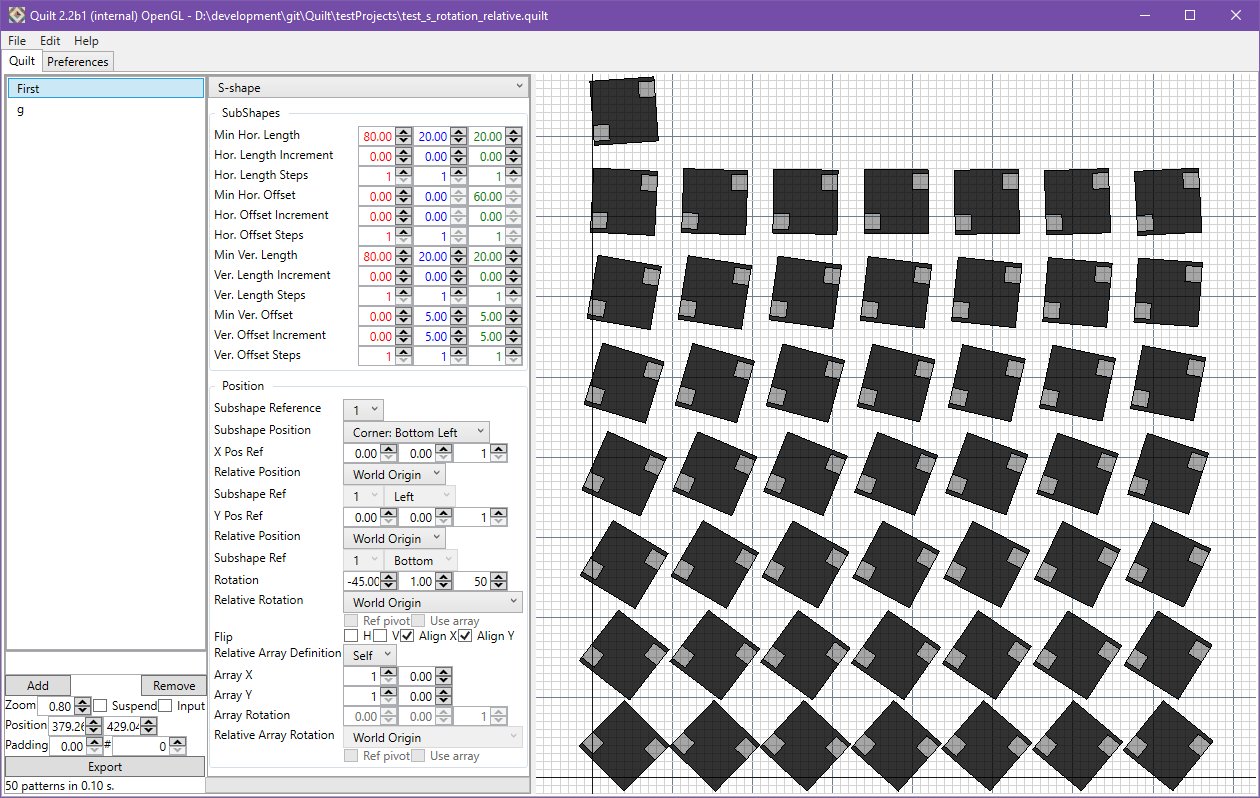 Quilt 2.2b1 (internal) OpenGL - D:\development\git\Quilt\testProjects\test_s_rotation_relative.quilt
File Edit Help
Quilt Preferences
First
g
S-shape
SubShapes
Min Hor. Length 80.00 20.00 20.00
Hor. Length Increment 0.00 0.00 0.00
Hor. Length Steps 1 1 1
Min Hor. Offset 0.00 0.00 60.00
Hor. Offset Increment 0.00 0.00 0.00
Hor. Offset Steps 1 1 1
Min Ver. Length 80.00 20.00 20.00
Ver. Length Increment 0.00 0.00 0.00
Ver. Length Steps 1 1 1
Min Ver. Offset 0.00 5.00 5.00
Ver. Offset Increment 0.00 5.00 5.00
Ver. Offset Steps 1 1 1
Position
Subshape Reference 1
Subshape Position Corner: Bottom Left
X Pos Ref 0.00 0.00 1
Relative Position World Origin
Subshape Ref 1 Left
Y Pos Ref 0.00 0.00 1
Relative Position World Origin
Subshape Ref 1 Bottom
Rotation -45.00 1.00 50
Relative Rotation World Origin
Ref pivot Use array
Flip H V Align X Align Y
Relative Array Definition Self
Array X 1 0.00
Array Y 1 0.00
Array Rotation 0.00 0.00 1
Relative Array Rotation World Origin
Ref pivot Use array
Add Remove
Zoom 0.80 Suspend Input
Position 379.26 429.04
Padding 0.00 # 0
Export
50 patterns in 0.10 s.